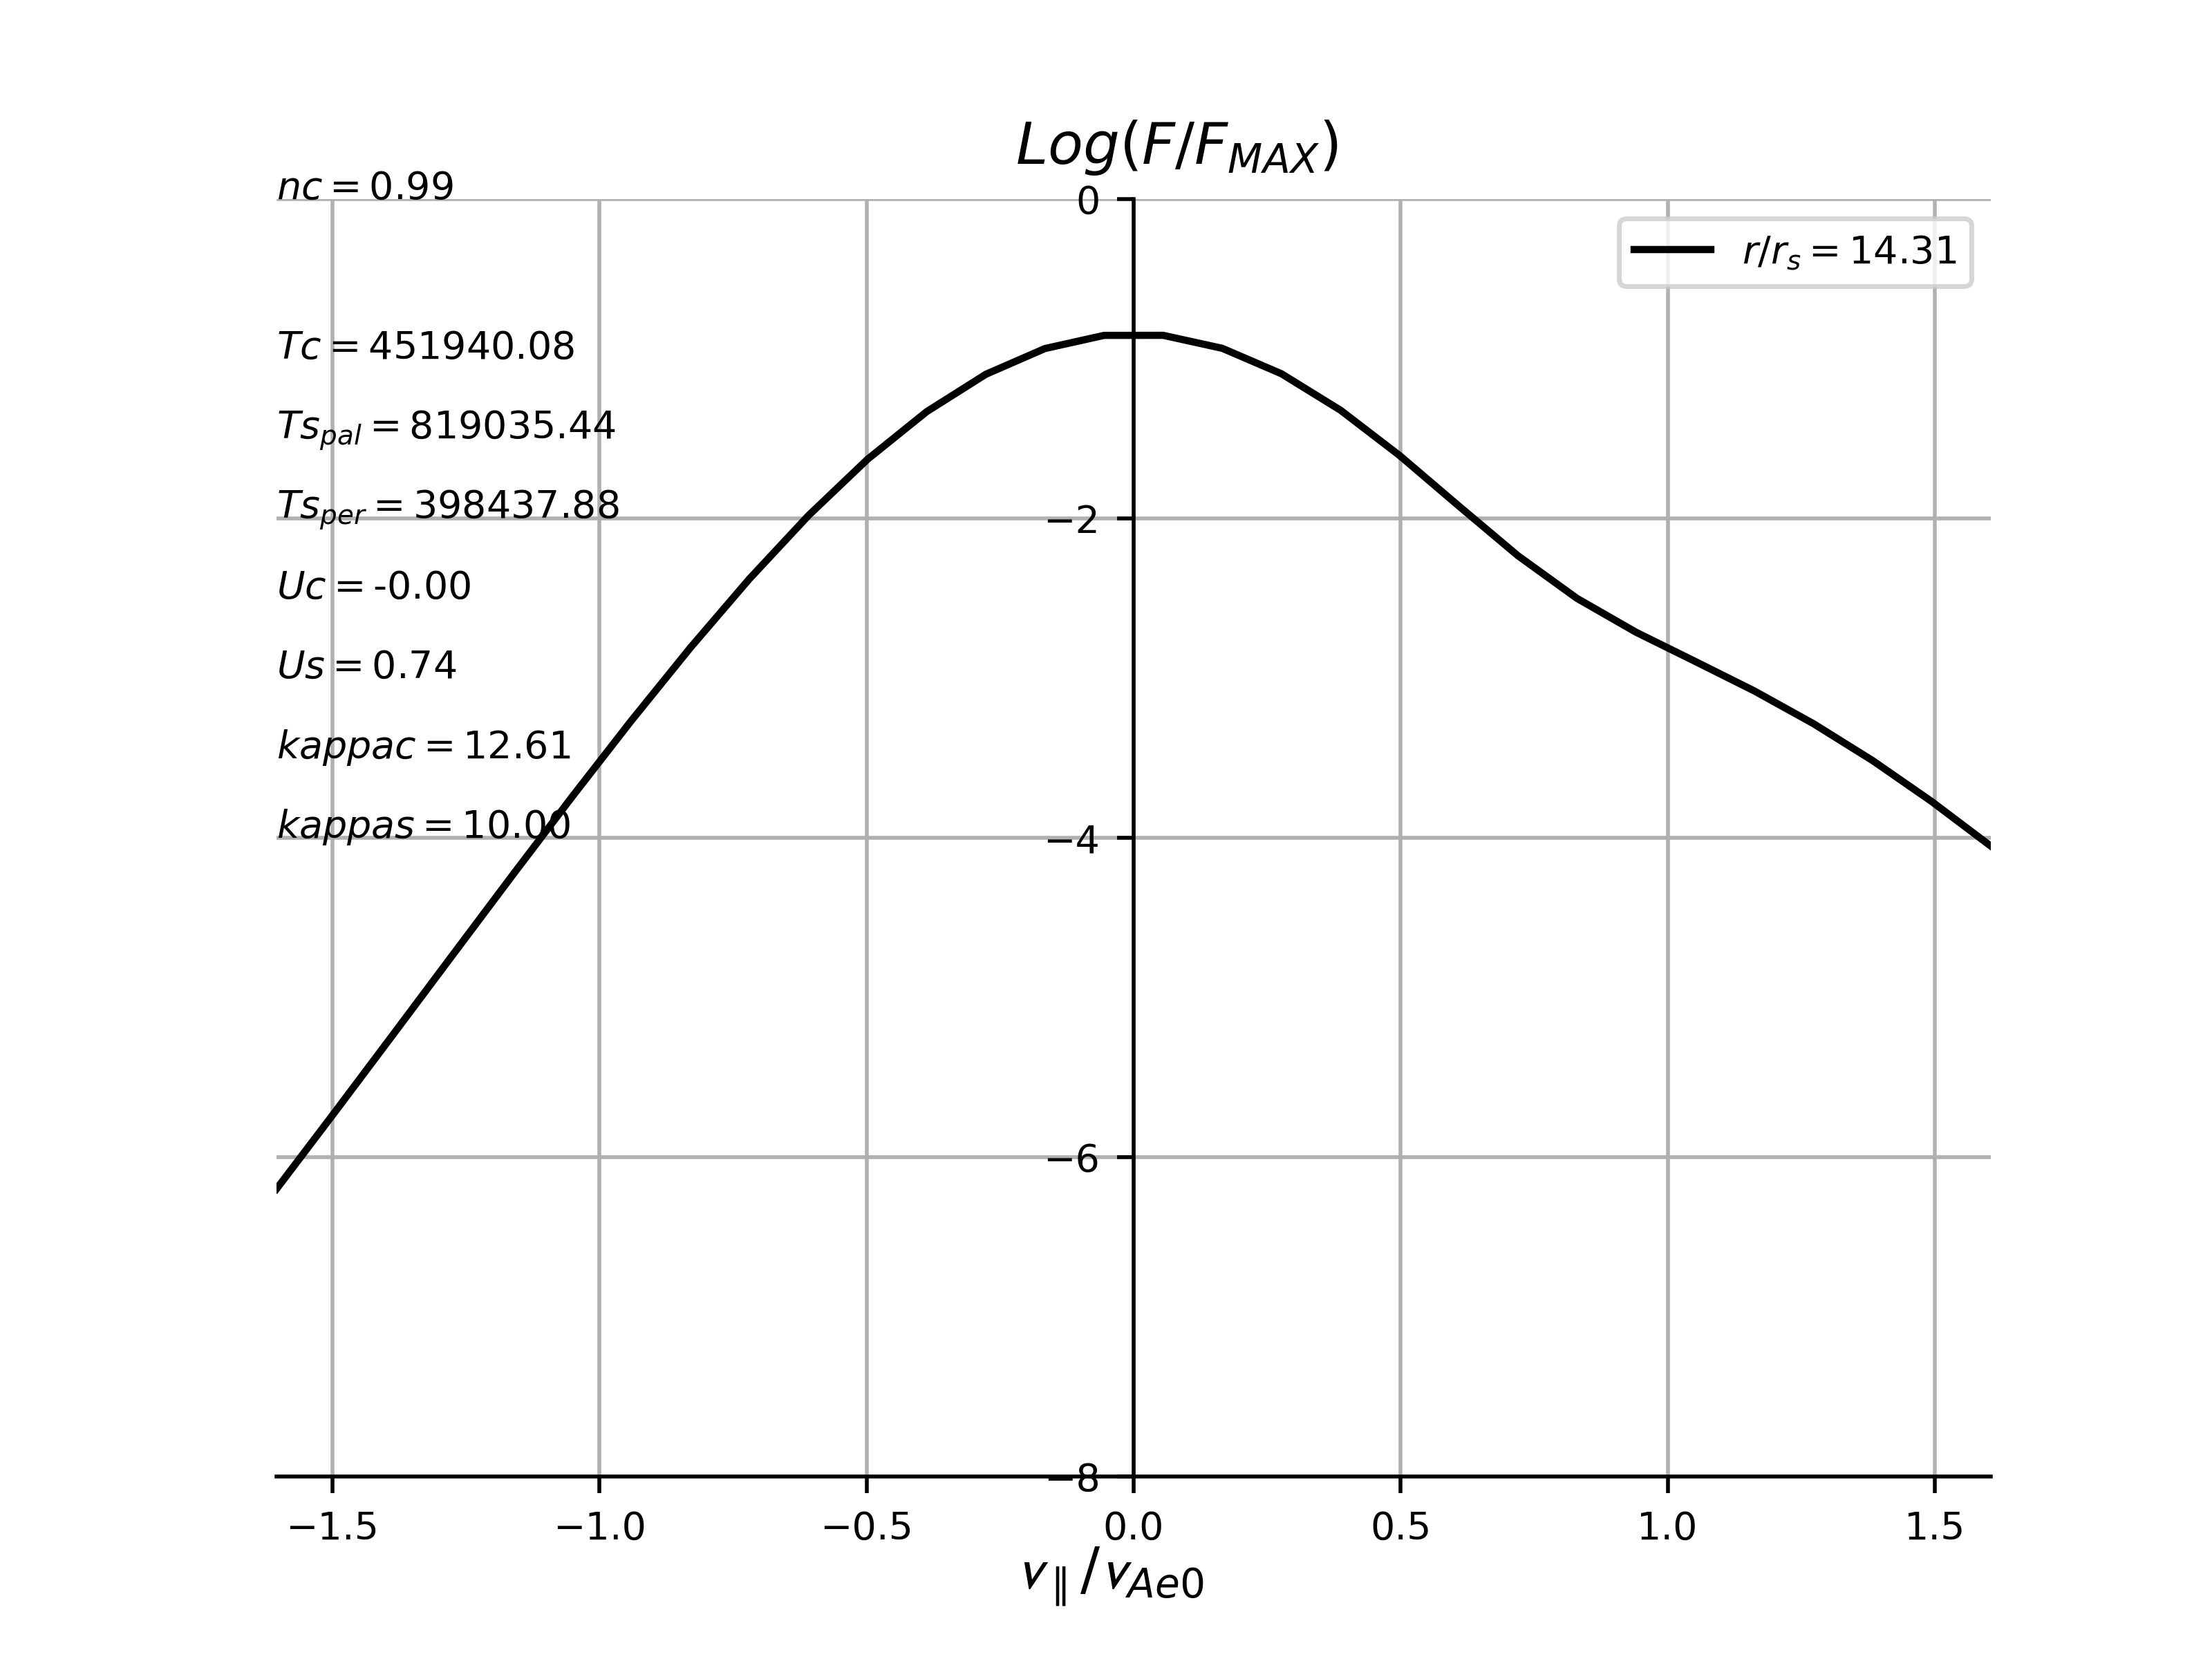 Log(F/F_MAX)
nc = 0.99
r/r_s = 14.31
Tc = 451940.08
Ts_pal = 819035.44
Ts_per = 398437.88
Uc = -0.00
Us = 0.74
kappac = 12.61
kappas = 10.00
0
−2
−4
−6
−8
−1.5 −1.0 −0.5 0.0 0.5 1.0 1.5
v_∥/v_Ae0